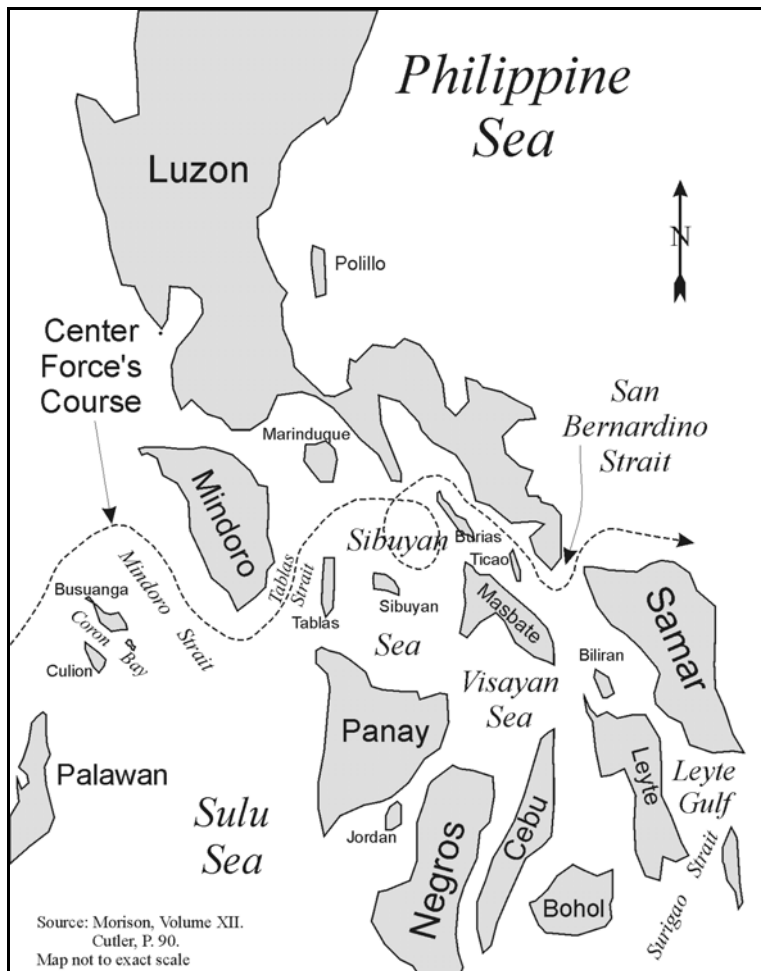 Philippine
Sea
Luzon
N
Polillo
Center
Force's
Course
San
Bernardino
Strait
Marinduque
Mindoro
Sibuyan
Burias
Ticao
Tablas
Strait
Mindoro
Strait
Busuanga
Coron
Bay
Culion
Tablas
Sibuyan
Sea
Masbate
Samar
Biliran
Visayan
Sea
Panay
Palawan
Leyte
Leyte
Gulf
Sulu
Sea
Jordan
Negros
Cebu
Bohol
Surigao
Strait
Source: Morison, Volume XII.
Cutler, P. 90.
Map not to exact scale